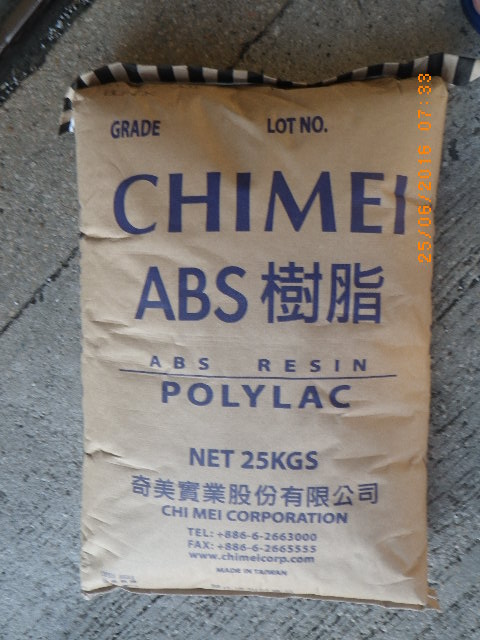 GRADE LOT NO.
CHIMEI
ABS 樹脂
ABS RESIN
POLYLAC
NET 25KGS
奇美實業股份有限公司
CHI MEI CORPORATION
TEL: +886-6-2663000
FAX: +886-6-2665555
www.chimeicorp.com
MADE IN TAIWAN
25/06/2016 07:33